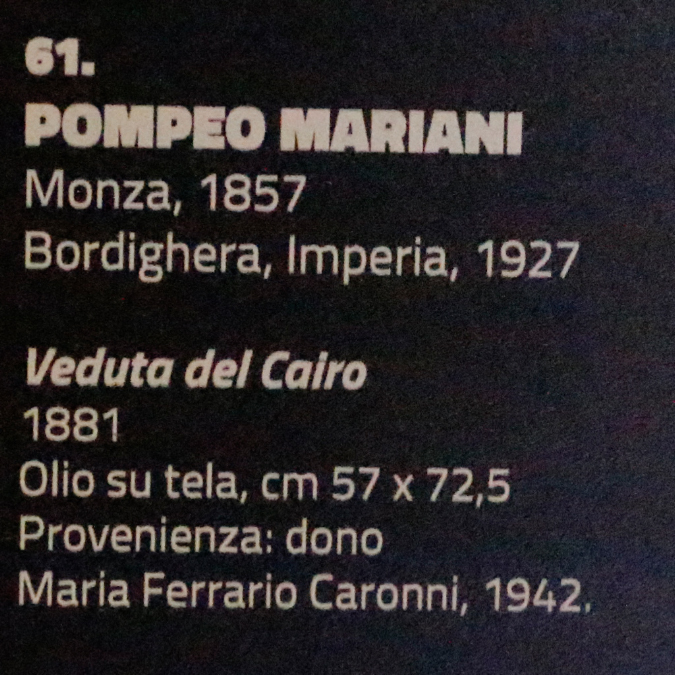 61.
POMPEO MARIANI
Monza, 1857
Bordighera, Imperia, 1927
Veduta del Cairo
1881
Olio su tela, cm 57 x 72,5
Provenienza: dono
Maria Ferrario Caronni, 1942.